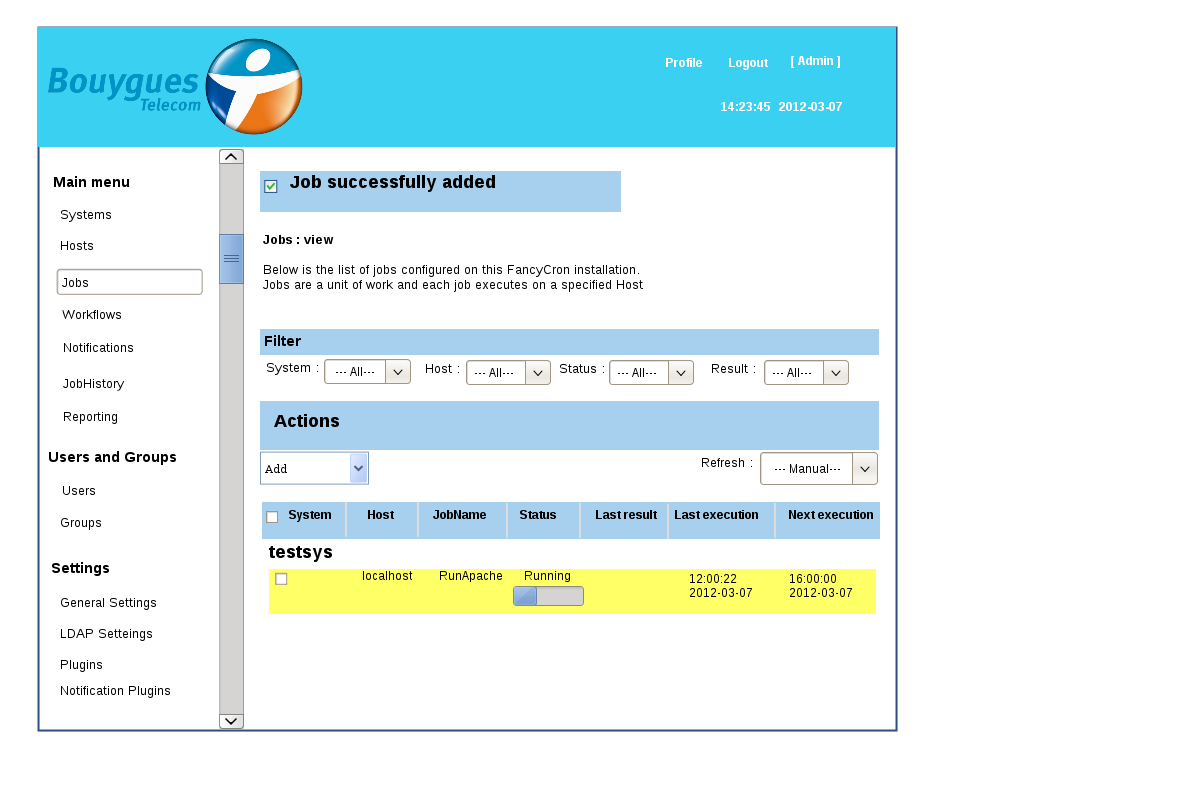 Bouygues
Telecom
Profile Logout [ Admin ]
14:23:45 2012-03-07
Main menu
Systems
Hosts
Jobs
Workflows
Notifications
JobHistory
Reporting
Users and Groups
Users
Groups
Settings
General Settings
LDAP Setteings
Plugins
Notification Plugins
Job successfully added
Jobs : view
Below is the list of jobs configured on this FancyCron installation.
Jobs are a unit of work and each job executes on a specified Host
Filter
System : --- All--- Host : --- All--- Status : --- All--- Result : --- All---
Actions
Add Refresh : --- Manual---
System Host JobName Status Last result Last execution Next execution
testsys
localhost RunApache Running 12:00:22 16:00:00
2012-03-07 2012-03-07